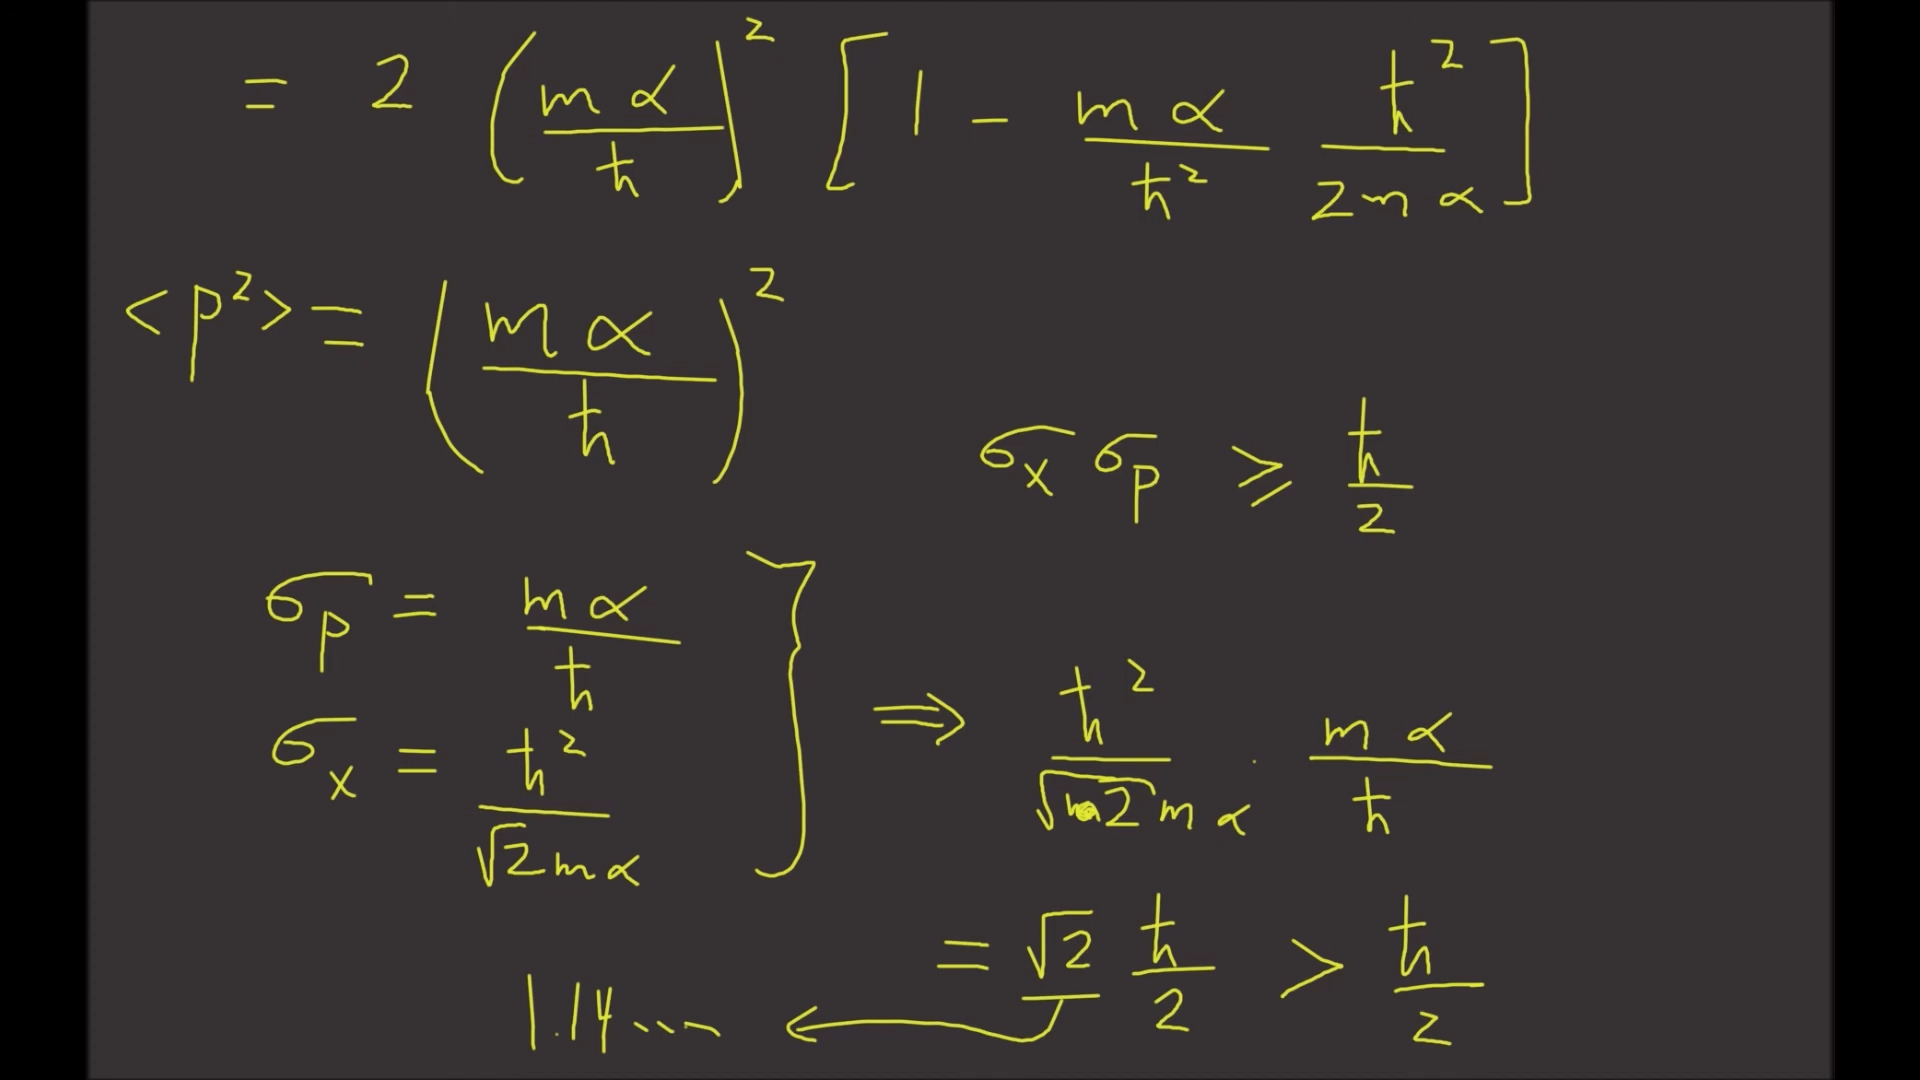 = 2 (mα/ħ)² [1 - mα/ħ² ħ²/2mα]
<p²> = (mα/ħ)²
σₓ σₚ ⩾ ħ/2
σₚ = mα/ħ
σₓ = ħ²/√2mα
⇒ ħ²/√2mα · mα/ħ
= √2 ħ/2 > ħ/2
1.14...